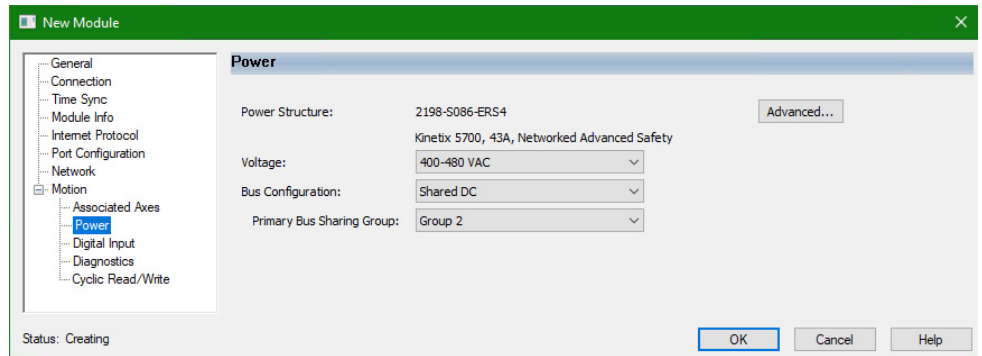 New Module
General
Connection
Time Sync
Module Info
Internet Protocol
Port Configuration
Network
Motion
Associated Axes
Power
Digital Input
Diagnostics
Cyclic Read/Write
Power
Power Structure: 2198-S086-ERS4 Advanced...
Kinetix 5700, 43A, Networked Advanced Safety
Voltage: 400-480 VAC
Bus Configuration: Shared DC
Primary Bus Sharing Group: Group 2
Status: Creating OK Cancel Help